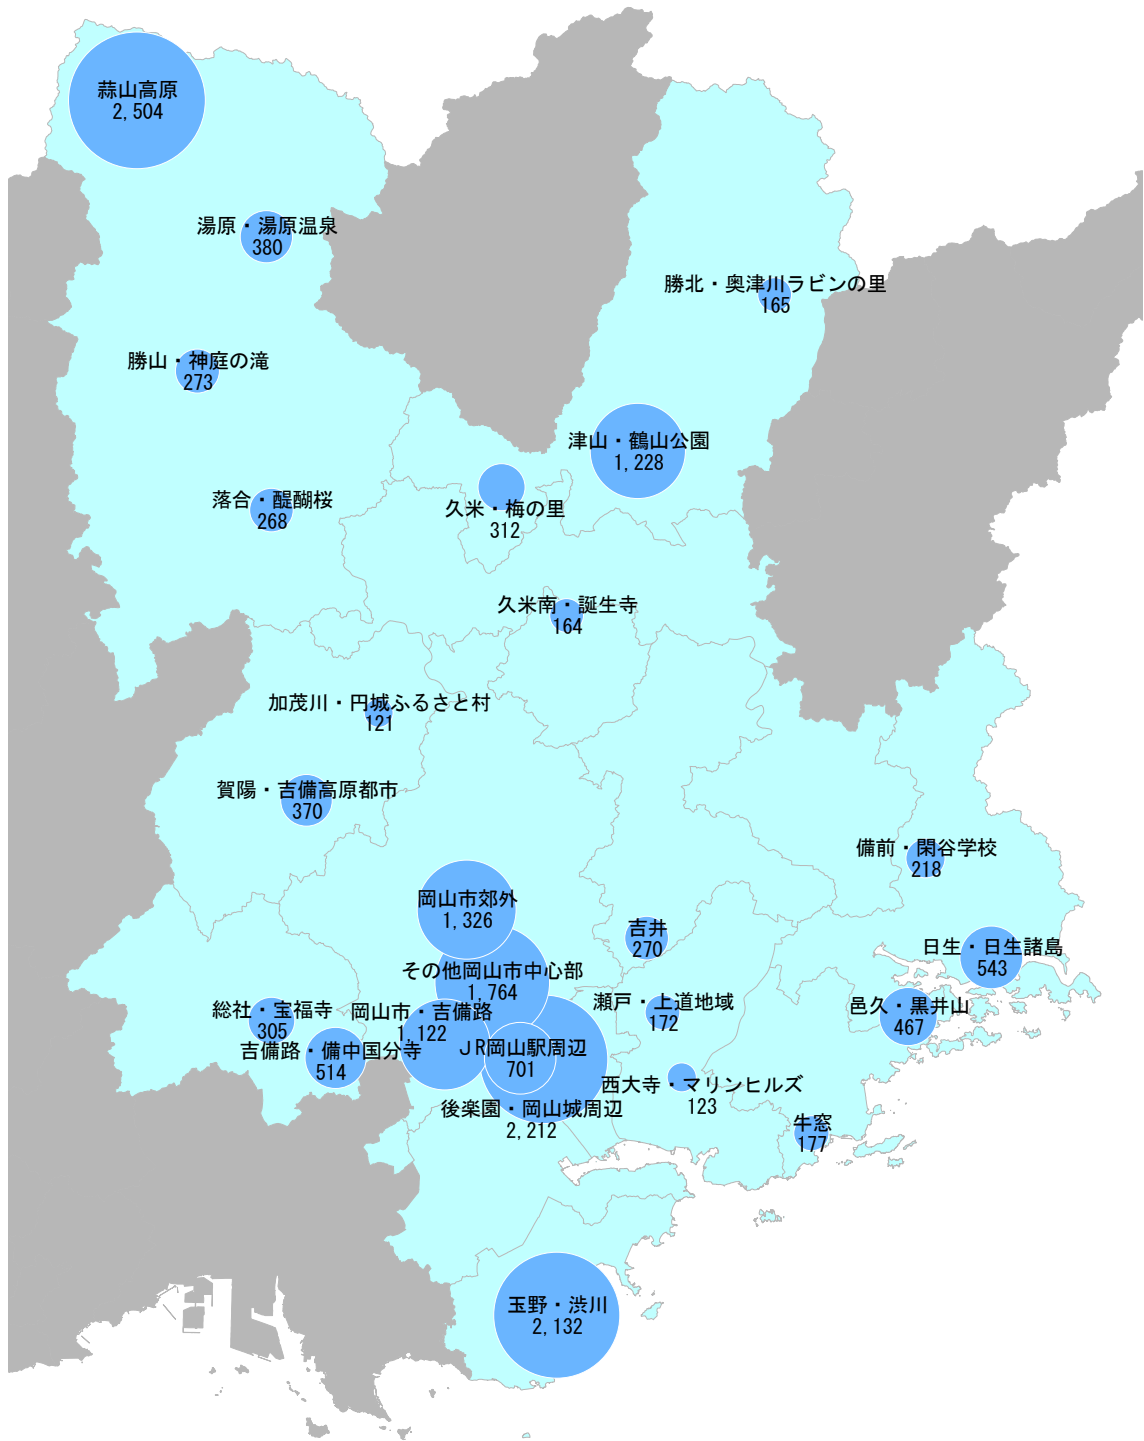 蒜山高原
2,504
湯原・湯原温泉
380
勝北・奥津川ラビンの里
165
勝山・神庭の滝
273
津山・鶴山公園
1,228
落合・醍醐桜
268
久米・梅の里
312
久米南・誕生寺
164
加茂川・円城ふるさと村
121
賀陽・吉備高原都市
370
備前・閑谷学校
218
岡山市郊外
1,326
吉井
270
日生・日生諸島
543
その他岡山市中心部
1,764
瀬戸・上道地域
172
邑久・黒井山
467
総社・宝福寺
305
岡山市・吉備路
1,122
吉備路・備中国分寺
514
JR岡山駅周辺
701
西大寺・マリンヒルズ
123
後楽園・岡山城周辺
2,212
牛窓
177
玉野・渋川
2,132